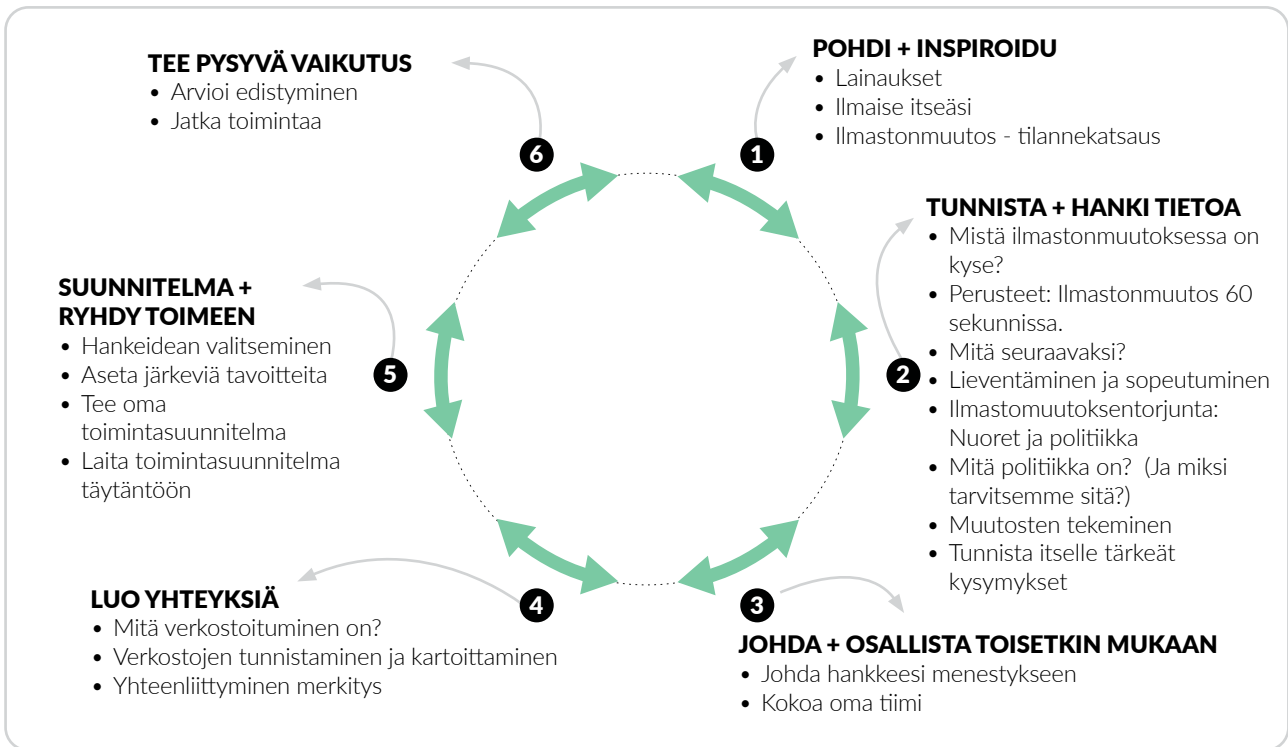 POHDI + INSPIROIDU
• Lainaukset
• Ilmaise itseäsi
• Ilmastonmuutos - tilannekatsaus
1
TUNNISTA + HANKI TIETOA
• Mistä ilmastonmuutoksessa on
kyse?
• Perusteet: Ilmastonmuutos 60
sekunnissa.
• Mitä seuraavaksi?
• Lieventäminen ja sopeutuminen
• Ilmastomuutoksentorjunta:
Nuoret ja politiikka
• Mitä politiikka on? (Ja miksi
tarvitsemme sitä?)
• Muutosten tekeminen
• Tunnista itselle tärkeät
kysymykset
2
3
JOHDA + OSALLISTA TOISETKIN MUKAAN
• Johda hankkeesi menestykseen
• Kokoa oma tiimi
4
LUO YHTEYKSIÄ
• Mitä verkostoituminen on?
• Verkostojen tunnistaminen ja kartoittaminen
• Yhteenliittyminen merkitys
5
SUUNNITELMA +
RYHDY TOIMEEN
• Hankeidean valitseminen
• Aseta järkeviä tavoitteita
• Tee oma
toimintasuunnitelma
• Laita toimintasuunnitelma
täytäntöön
6
TEE PYSYVÄ VAIKUTUS
• Arvioi edistyminen
• Jatka toimintaa